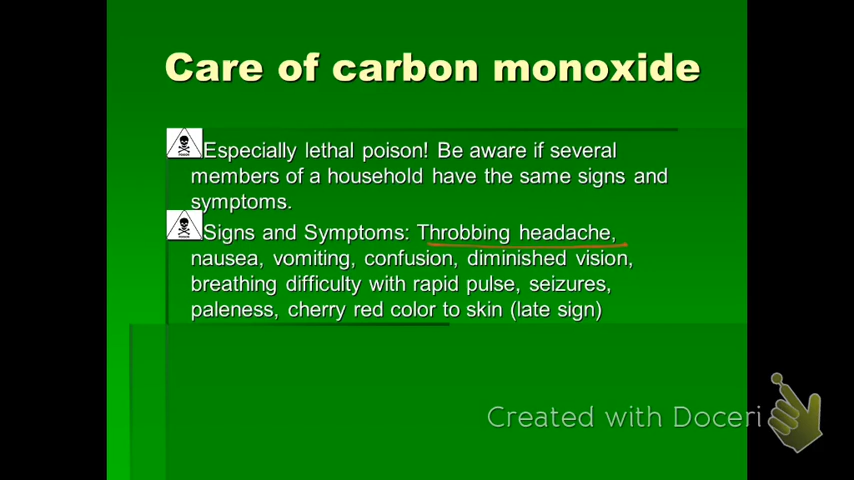 Care of carbon monoxide
Especially lethal poison! Be aware if several
members of a household have the same signs and
symptoms.
Signs and Symptoms: Throbbing headache,
nausea, vomiting, confusion, diminished vision,
breathing difficulty with rapid pulse, seizures,
paleness, cherry red color to skin (late sign)
Created with Doceri